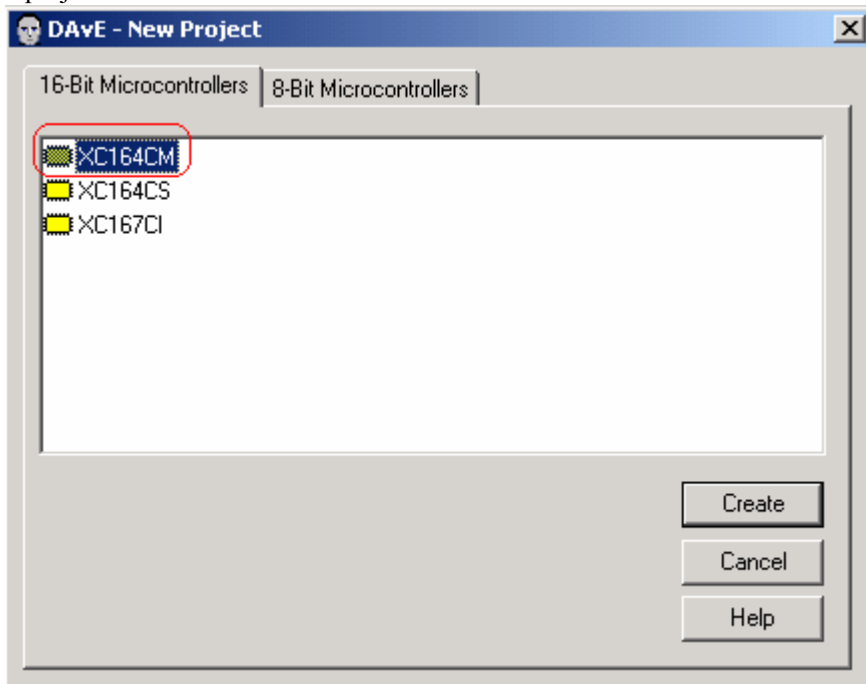 DAvE - New Project
16-Bit Microcontrollers 8-Bit Microcontrollers
XC164CM
XC164CS
XC167CI
Create
Cancel
Help